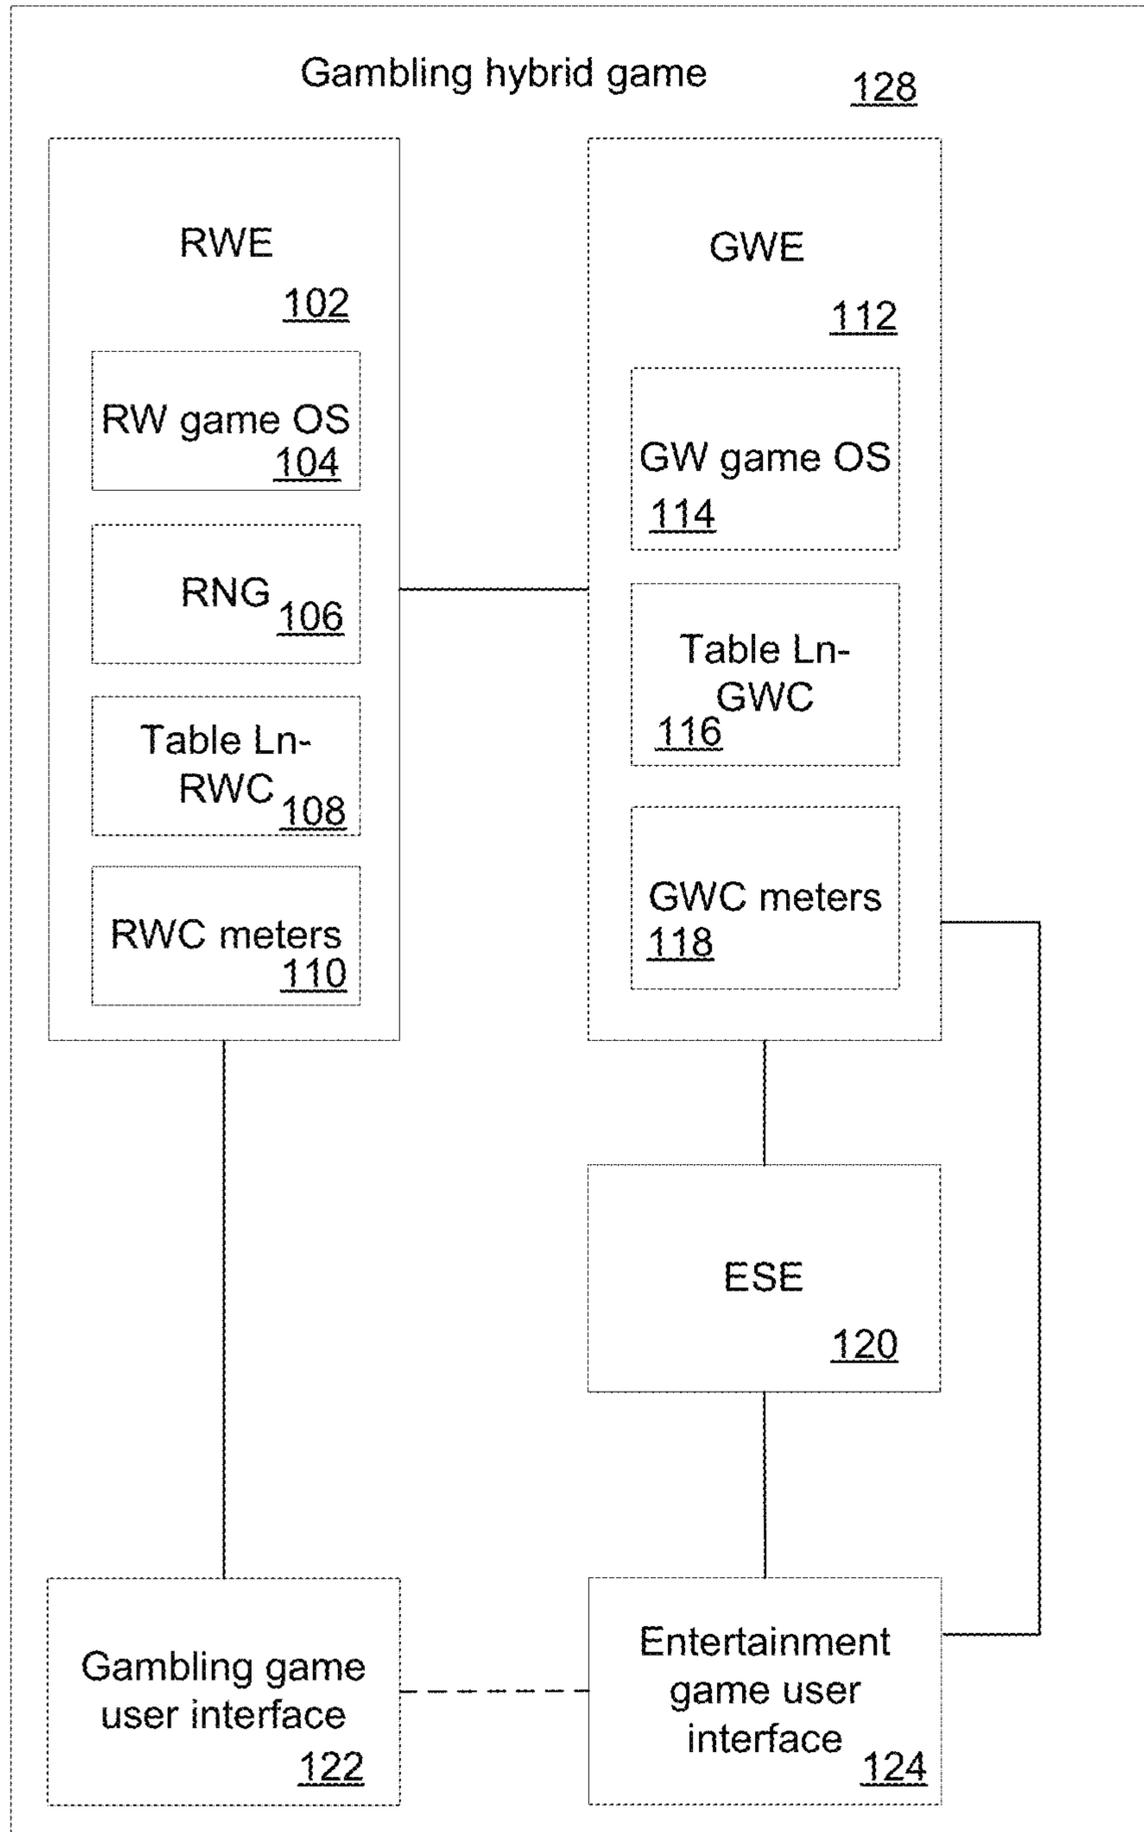 Gambling hybrid game
128
RWE
102
RW game OS
104
RNG
106
Table Ln-
RWC
108
RWC meters
110
GWE
112
GW game OS
114
Table Ln-
GWC
116
GWC meters
118
ESE
120
Gambling game
user interface
122
Entertainment
game user
interface
124